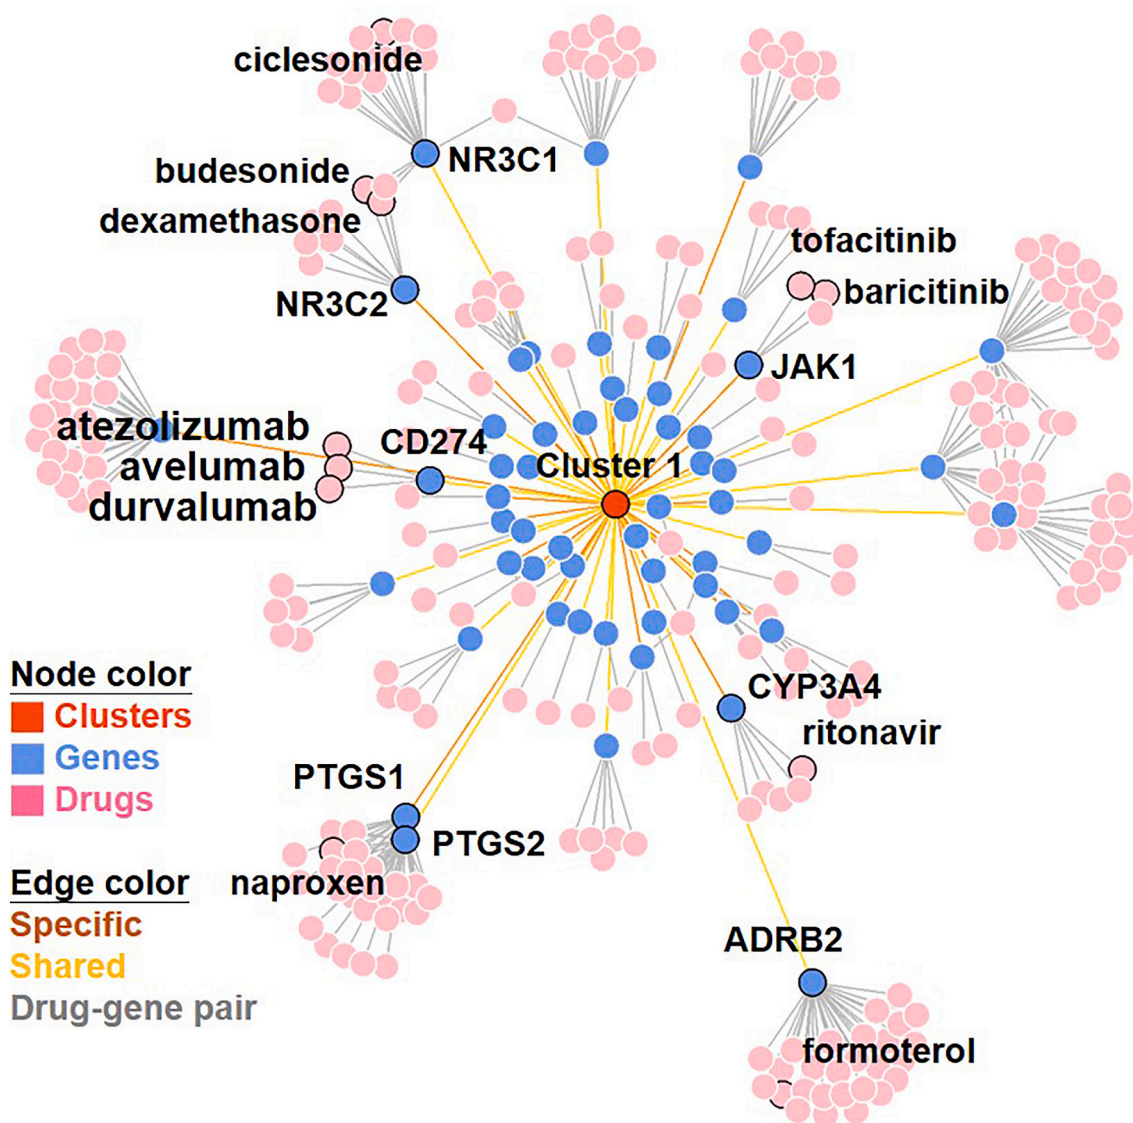 ciclesonide
NR3C1
budesonide
dexamethasone
tofacitinib
baricitinib
NR3C2
JAK1
atezolizumab
CD274
avelumab
Cluster 1
durvalumab
Node color
Clusters
Genes
Drugs
CYP3A4
ritonavir
PTGS1
PTGS2
naproxen
Edge color
Specific
Shared
Drug-gene pair
ADRB2
formoterol